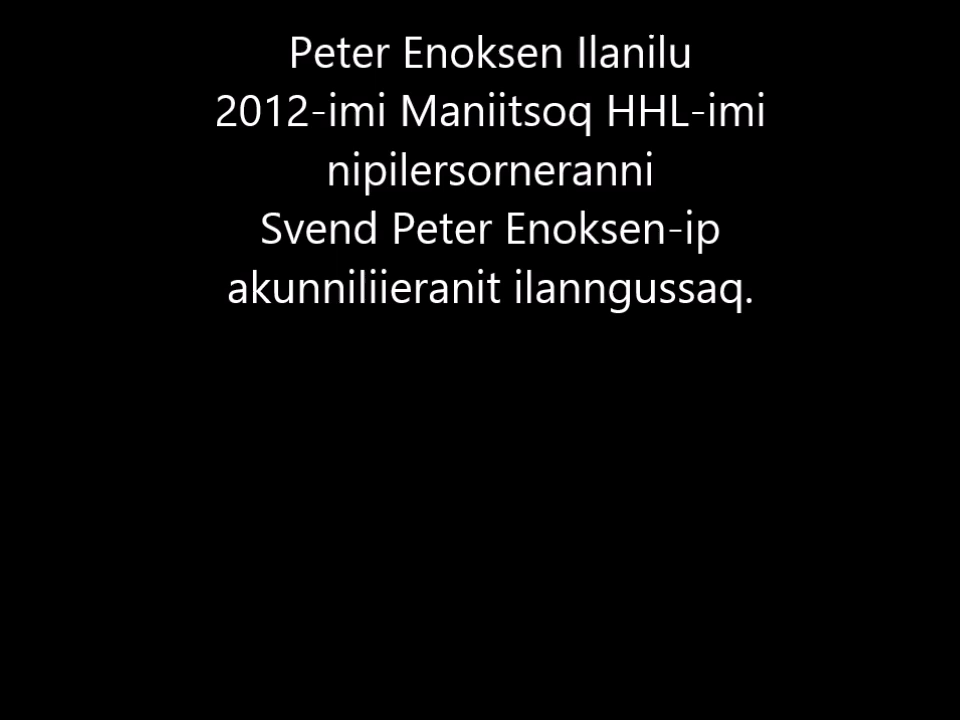 Peter Enoksen Ilanilu
2012-imi Maniitsoq HHL-imi
nipilersorneranni
Svend Peter Enoksen-ip
akunniliieranit ilanngussaq.